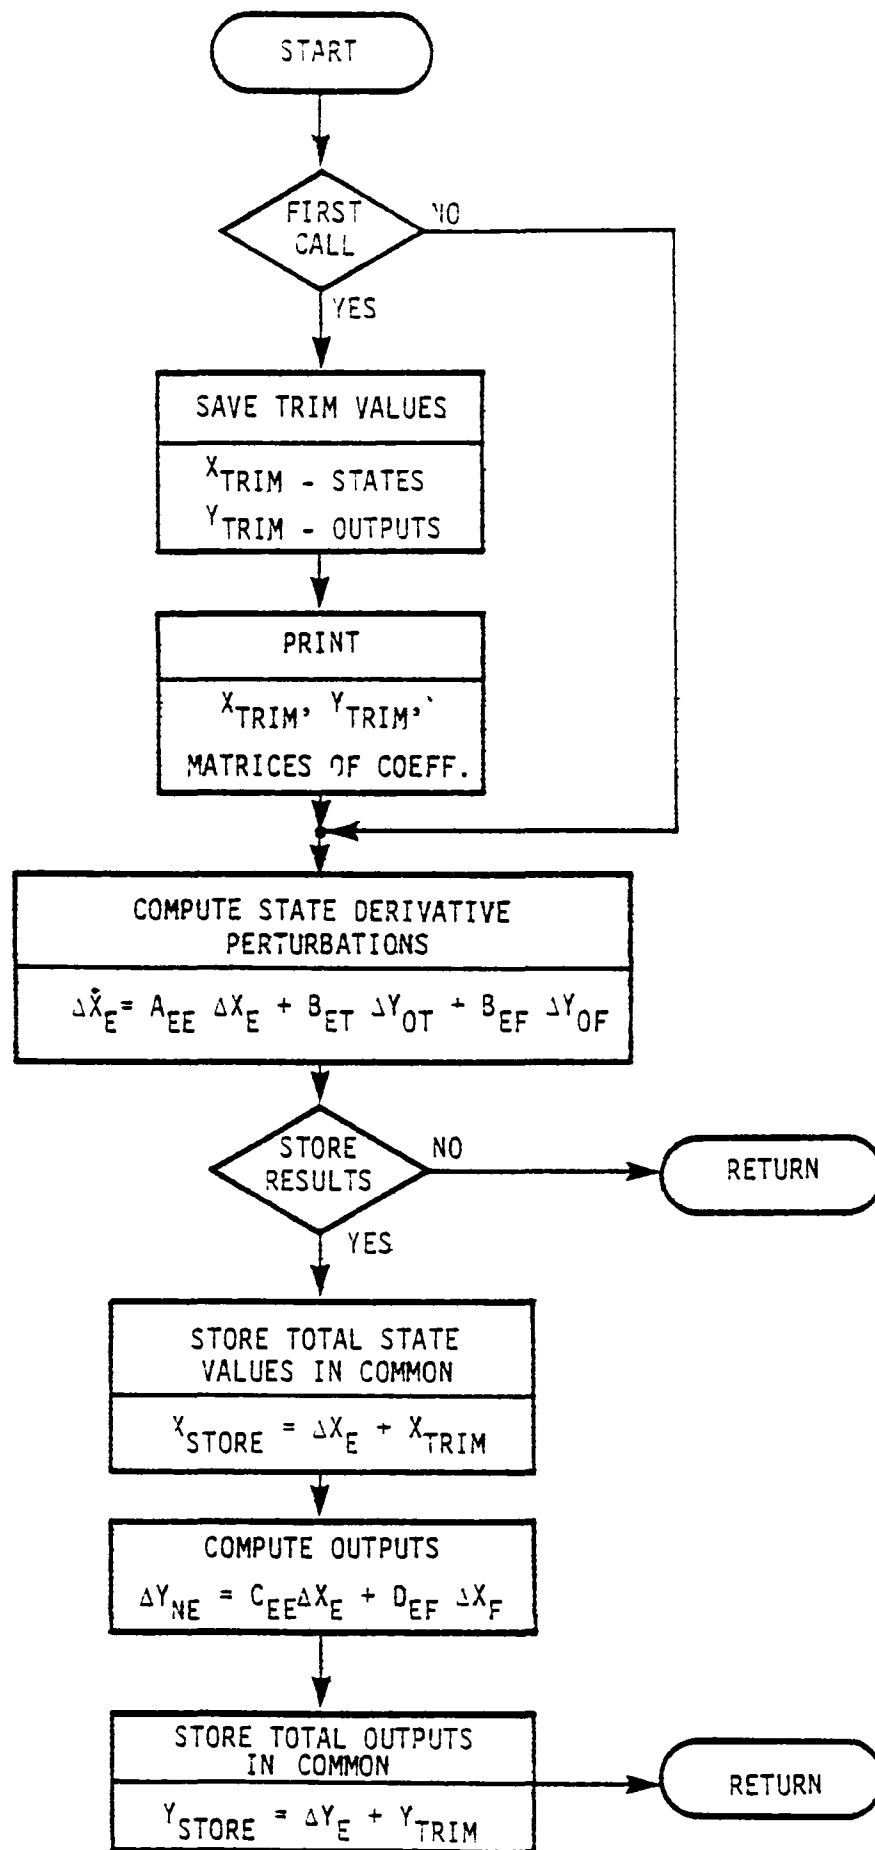 START
FIRST
CALL
NO
YES
SAVE TRIM VALUES
X_TRIM - STATES
Y_TRIM - OUTPUTS
PRINT
X_TRIM, Y_TRIM,
MATRICES OF COEFF.
COMPUTE STATE DERIVATIVE
PERTURBATIONS
ΔẊ_E = A_EE ΔX_E + B_ET ΔY_OT + B_EF ΔY_OF
STORE
RESULTS
NO
RETURN
YES
STORE TOTAL STATE
VALUES IN COMMON
X_STORE = ΔX_E + X_TRIM
COMPUTE OUTPUTS
ΔY_NE = C_EE ΔX_E + D_EF ΔX_F
STORE TOTAL OUTPUTS
IN COMMON
RETURN
Y_STORE = ΔY_E + Y_TRIM